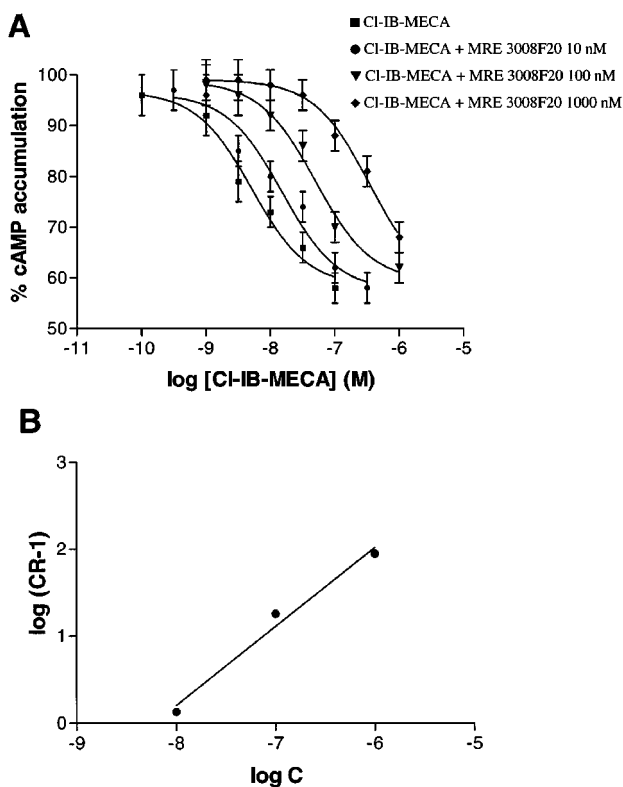 A
Cl-IB-MECA
Cl-IB-MECA + MRE 3008F20 10 nM
Cl-IB-MECA + MRE 3008F20 100 nM
Cl-IB-MECA + MRE 3008F20 1000 nM
% cAMP accumulation
100
90
80
70
60
50
-11 -10 -9 -8 -7 -6 -5
log [Cl-IB-MECA] (M)
B
log (CR-1)
3
2
1
0
-9 -8 -7 -6 -5
log C